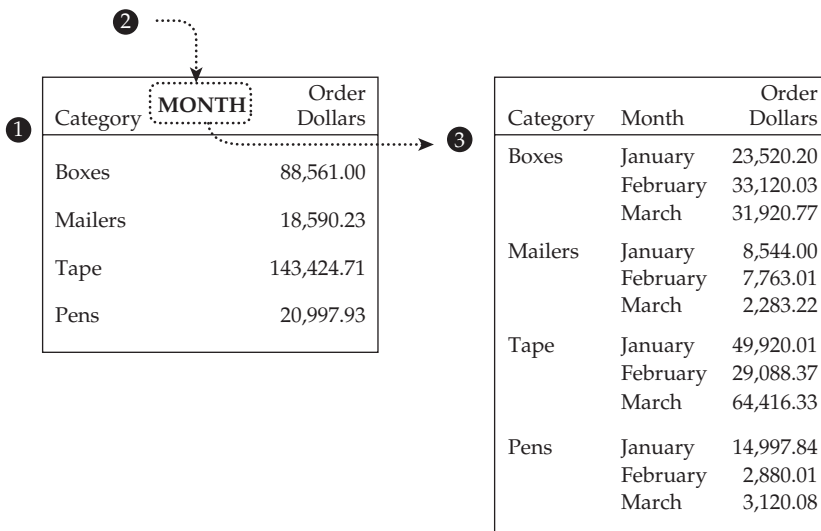 2
1
Category MONTH Order Dollars
Boxes 88,561.00
Mailers 18,590.23
Tape 143,424.71
Pens 20,997.93
3
Category Month Order Dollars
Boxes January 23,520.20
February 33,120.03
March 31,920.77
Mailers January 8,544.00
February 7,763.01
March 2,283.22
Tape January 49,920.01
February 29,088.37
March 64,416.33
Pens January 14,997.84
February 2,880.01
March 3,120.08